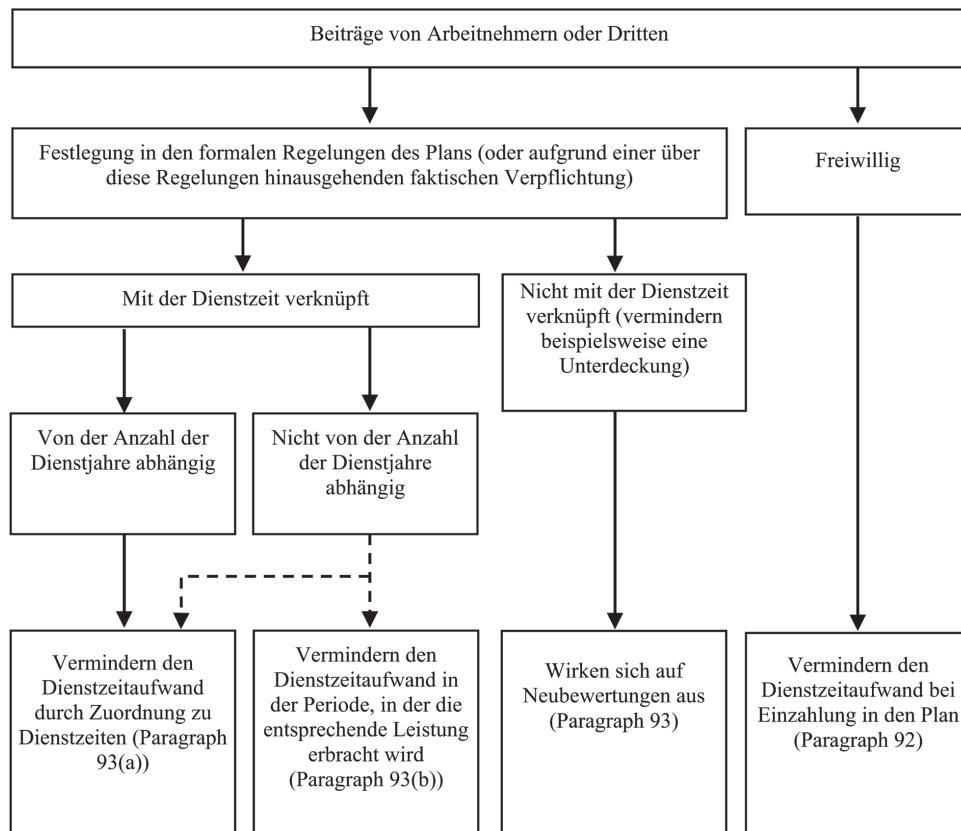 Beiträge von Arbeitnehmern oder Dritten
Festlegung in den formalen Regelungen des Plans (oder aufgrund einer über
diese Regelungen hinausgehenden faktischen Verpflichtung)
Freiwillig
Mit der Dienstzeit verknüpft
Nicht mit der Dienstzeit
verknüpft (vermindern
beispielsweise eine
Unterdeckung)
Von der Anzahl der
Dienstjahre abhängig
Nicht von der Anzahl
der Dienstjahre
abhängig
Vermindern den
Dienstzeitaufwand
durch Zuordnung zu
Dienstzeiten (Paragraph
93(a))
Vermindern den
Dienstzeitaufwand in
der Periode, in der die
entsprechende Leistung
erbracht wird
(Paragraph 93(b))
Wirken sich auf
Neubewertungen aus
(Paragraph 93)
Vermindern den
Dienstzeitaufwand bei
Einzahlung in den Plan
(Paragraph 92)